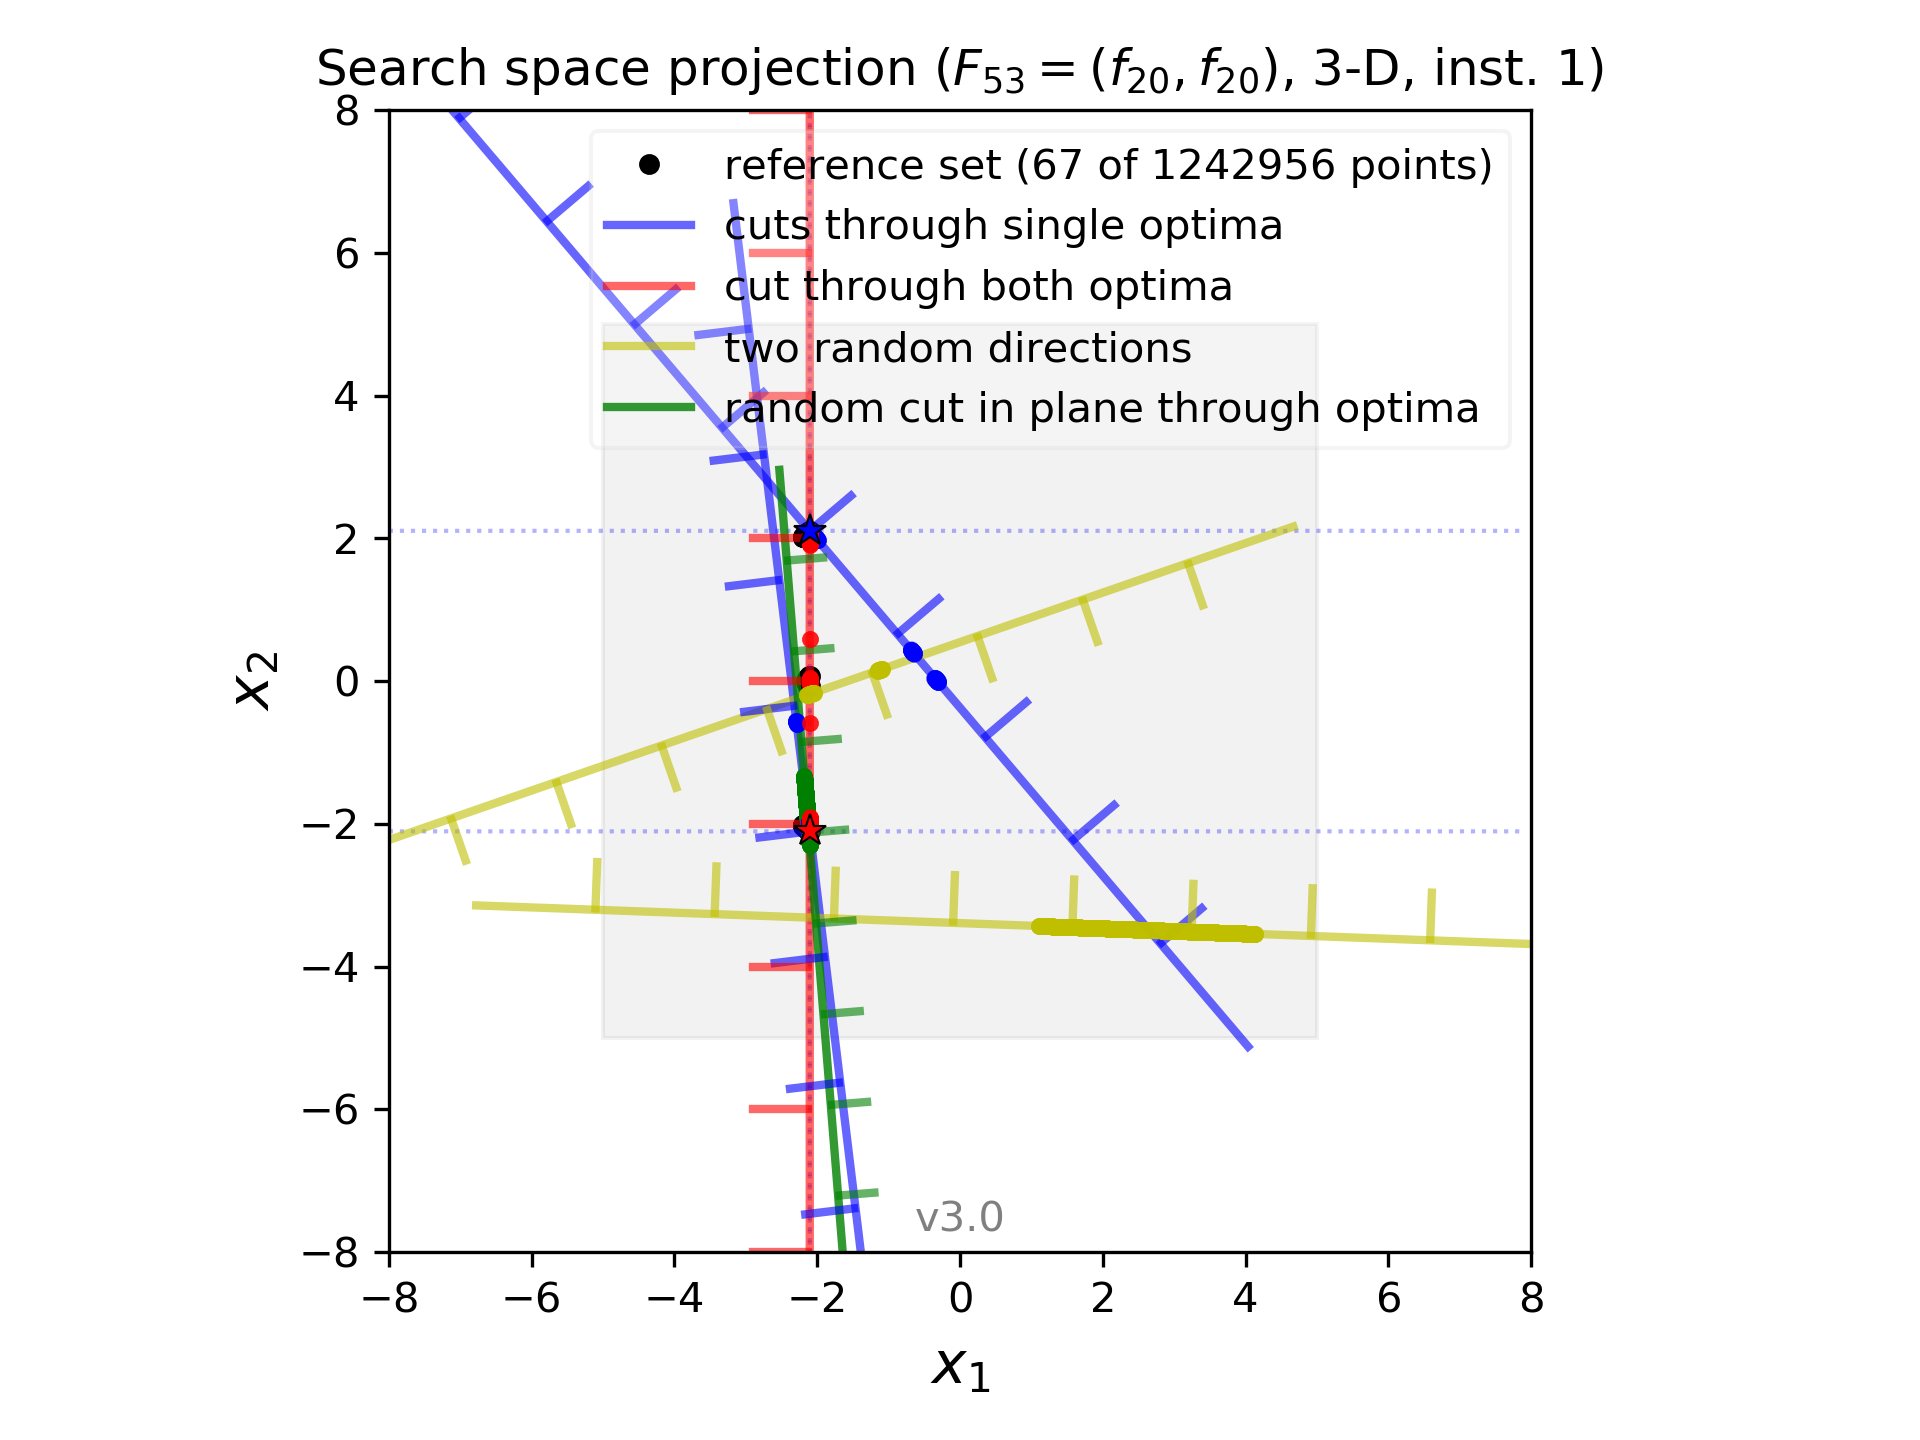 Search space projection (F53 = (f20, f20), 3-D, inst. 1)
reference set (67 of 1242956 points)
cuts through single optima
cut through both optima
two random directions
random cut in plane through optima
8
6
4
2
0
−2
−4
−6
−8
x2
v3.0
−8 −6 −4 −2 0 2 4 6 8
x1